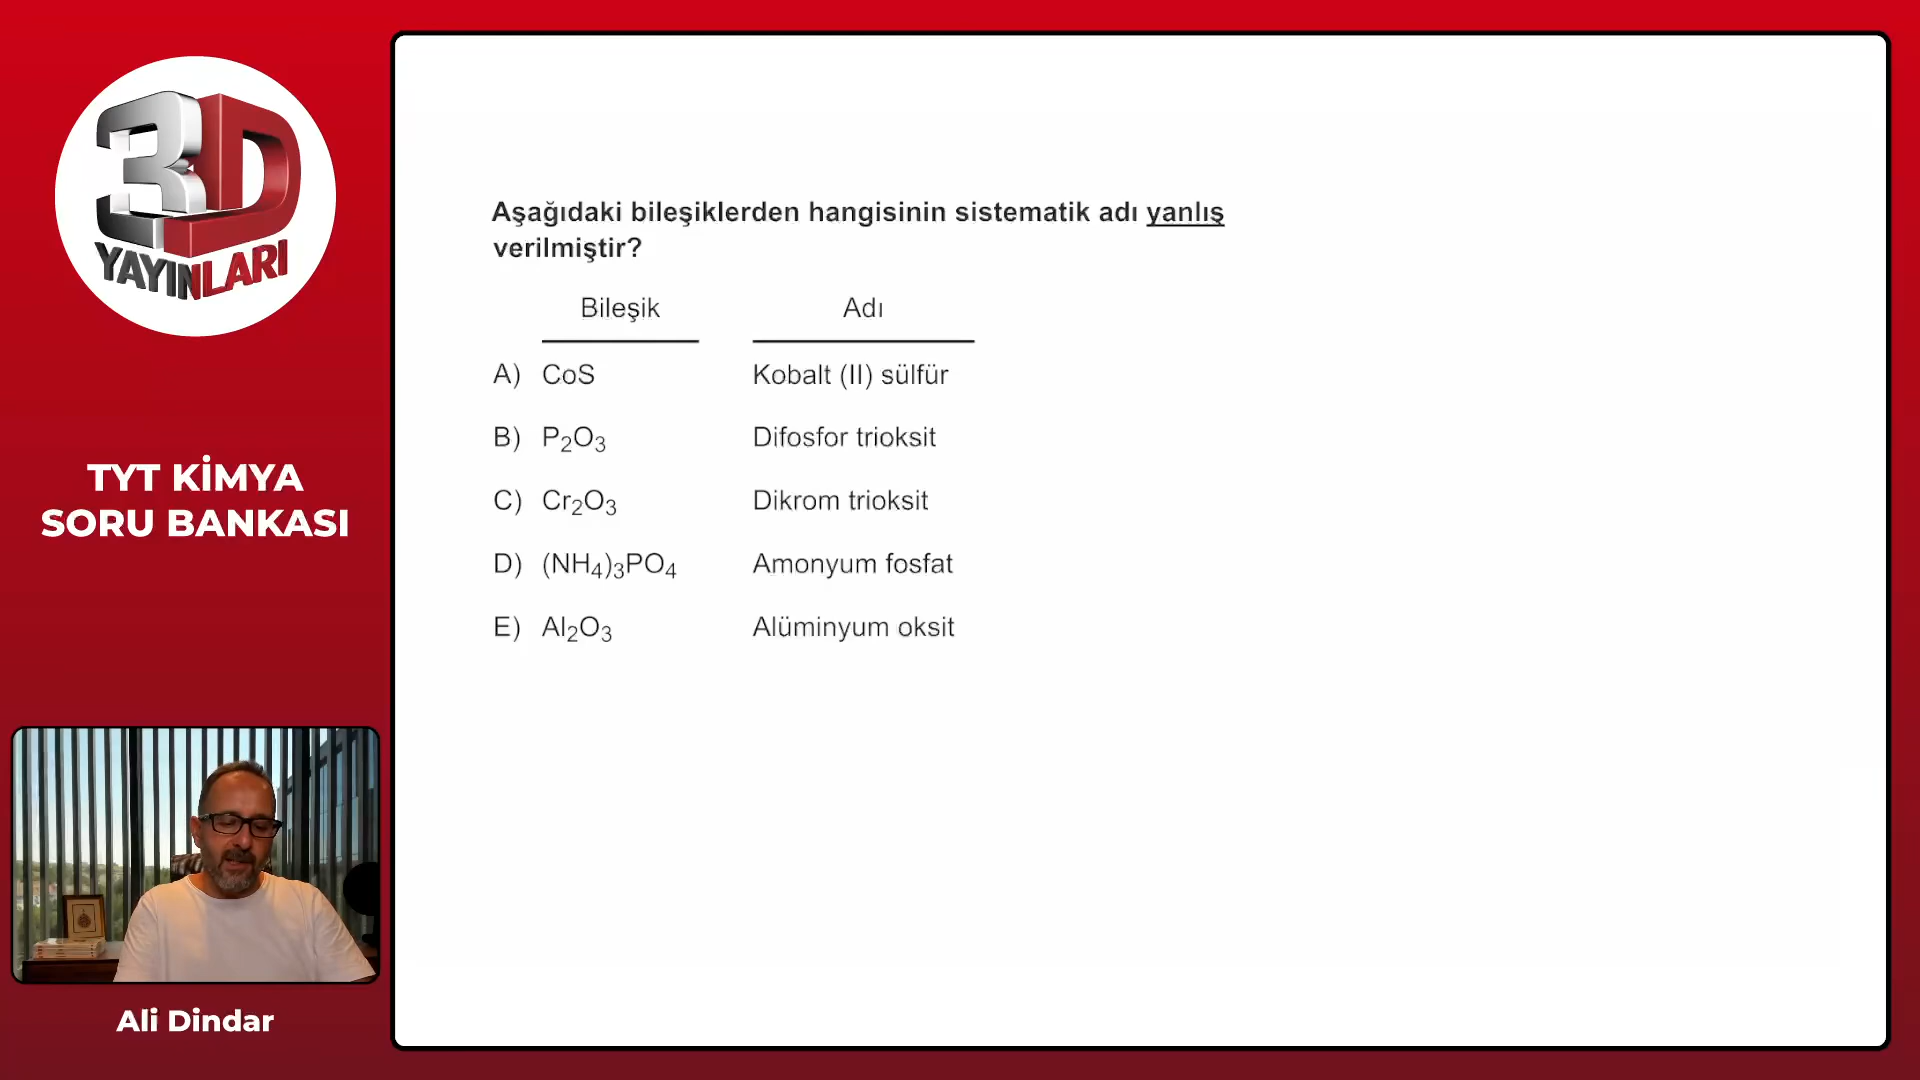 3D
YAYINLARI
TYT KİMYA
SORU BANKASI
Ali Dindar
Aşağıdaki bileşiklerden hangisinin sistematik adı yanlış
verilmiştir?
Bileşik Adı
A) CoS Kobalt (II) sülfür
B) P₂O₃ Difosfor trioksit
C) Cr₂O₃ Dikrom trioksit
D) (NH₄)₃PO₄ Amonyum fosfat
E) Al₂O₃ Alüminyum oksit